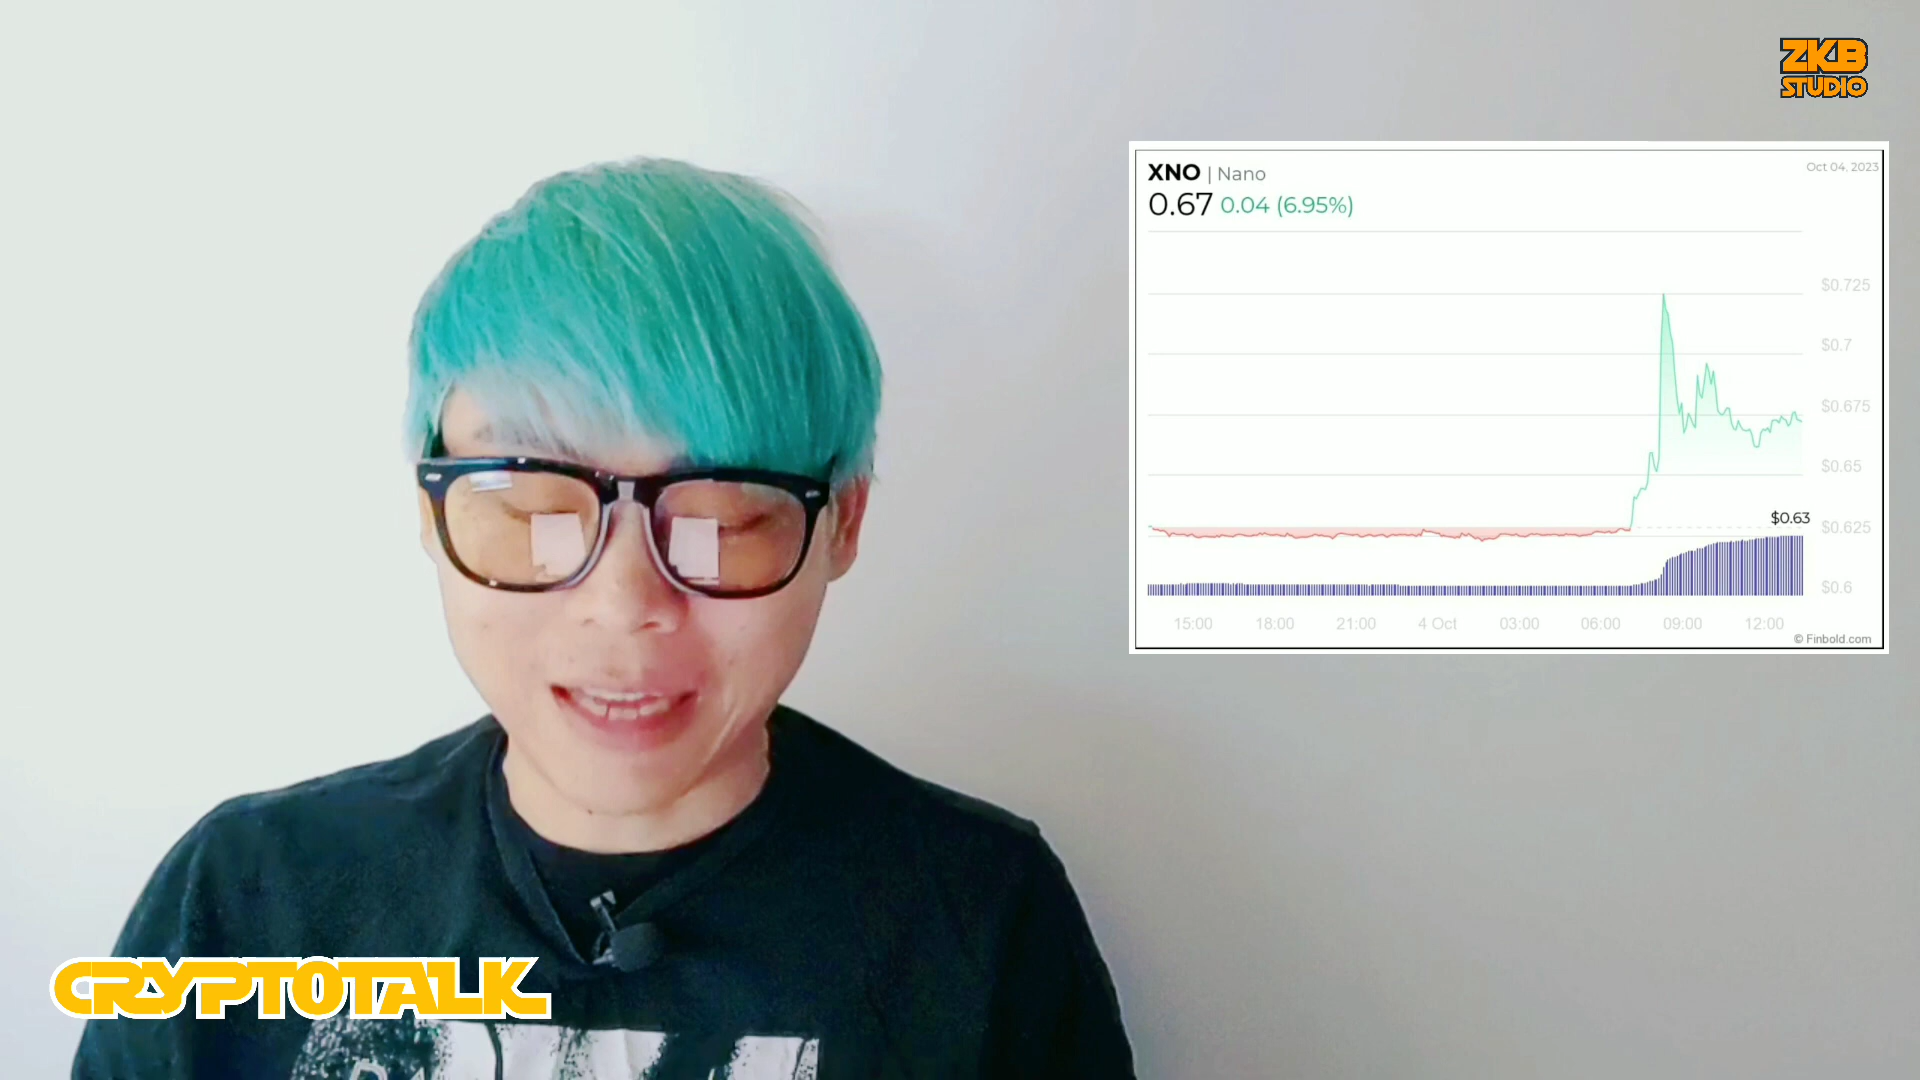 ZKB
STUDIO
XNO | Nano
Oct 04, 2023
0.67 0.04 (6.95%)
$0.725
$0.7
$0.675
$0.65
$0.63
$0.625
$0.6
15:00 18:00 21:00 4 Oct 03:00 06:00 09:00 12:00
© Finbold.com
CRYPTOTALK